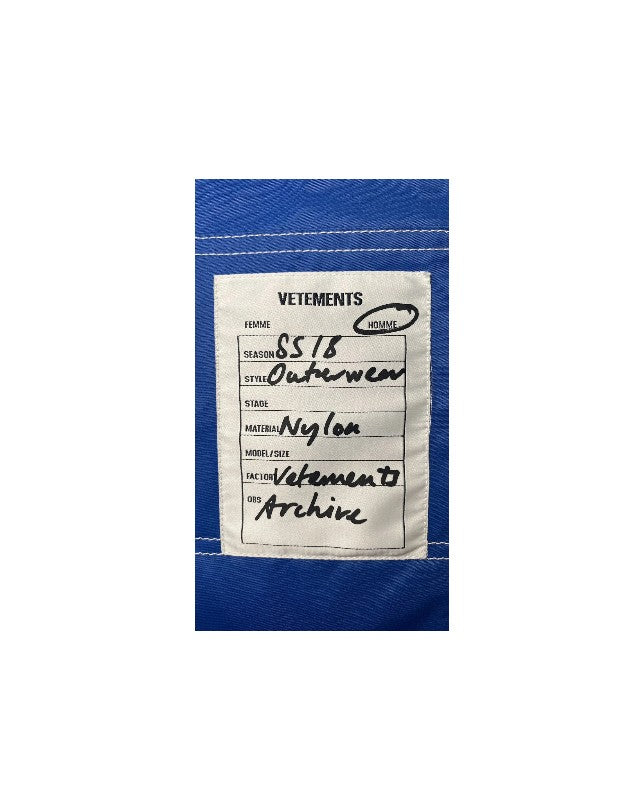 VETEMENTS
FEMME HOMME
SEASON SS18
STYLE Outerwear
STAGE
MATERIAL Nylon
MODEL/SIZE
FACTORY Vetements
OBS Archive